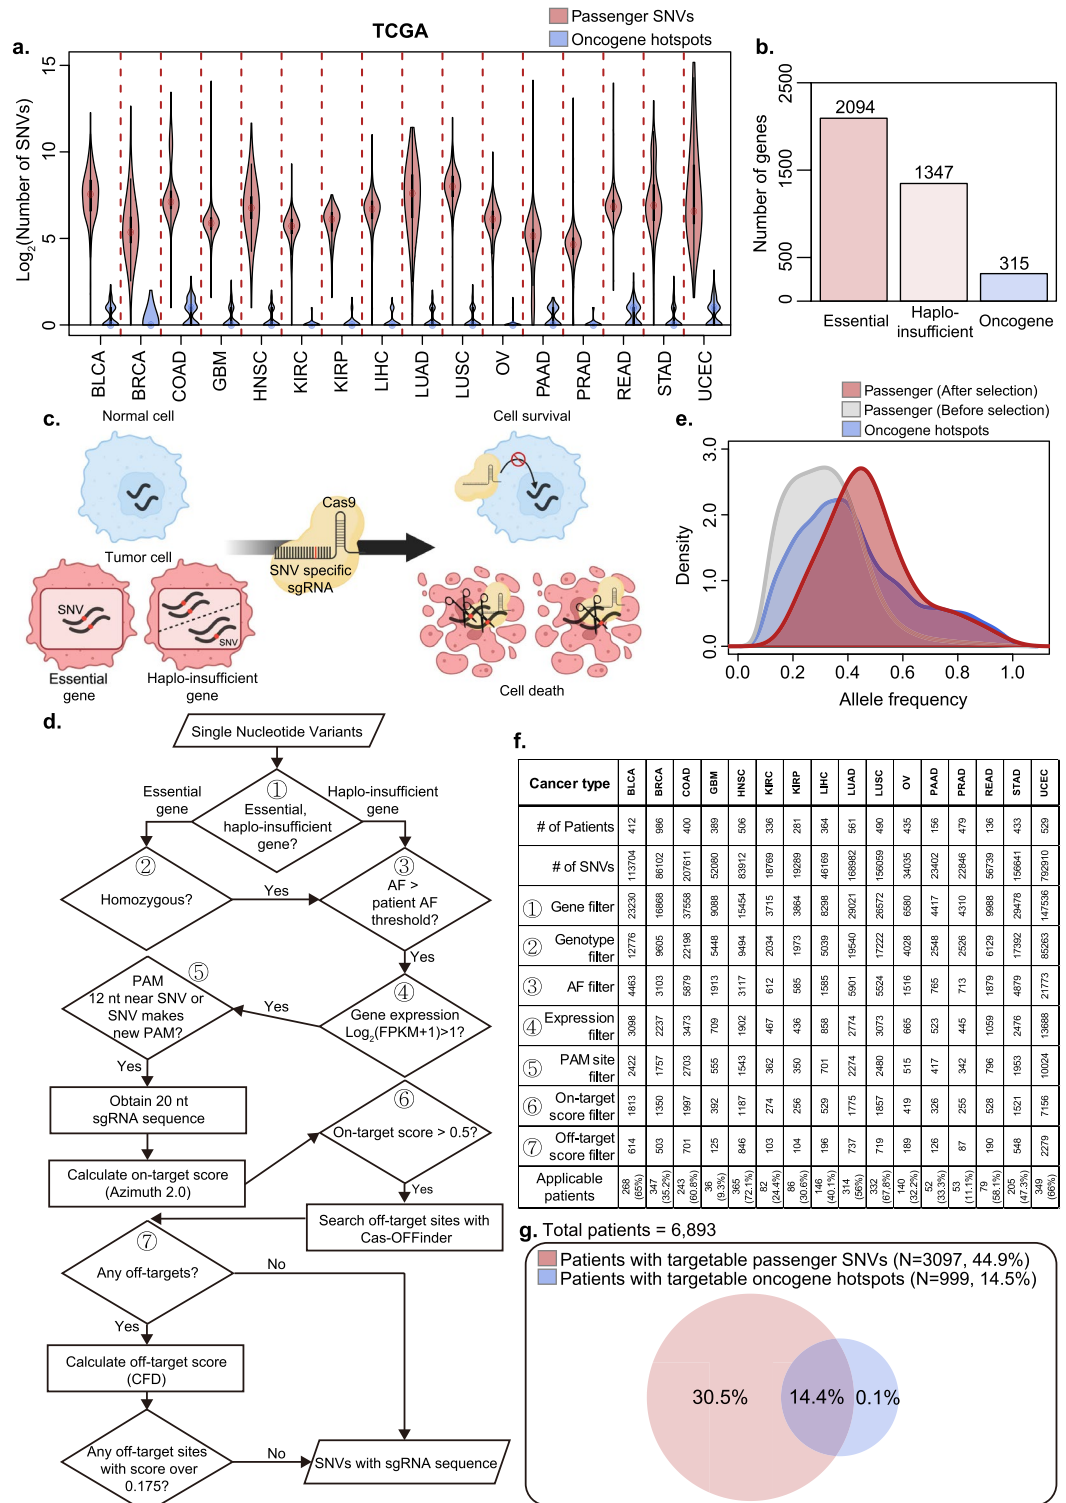 TCGA
Passenger SNVs
Oncogene hotspots
a.
Log2(Number of SNVs)
15
10
5
0
BLCA
BRCA
COAD
GBM
HNSC
KIRC
KIRP
LIHC
LUAD
LUSC
OV
PAAD
PRAD
READ
STAD
UCEC
b.
Number of genes
2500
1500
500
0
2094
1347
315
Essential
Haplo-
insufficient
Oncogene
c.
Normal cell
Tumor cell
SNV
SNV
Essential
gene
Haplo-insufficient
gene
Cas9
SNV specific
sgRNA
Cell survival
Cell death
e.
Passenger (After selection)
Passenger (Before selection)
Oncogene hotspots
Density
3.0
2.0
1.0
0.0
0.0 0.2 0.4 0.6 0.8 1.0
Allele frequency
d.
Single Nucleotide Variants
Essential
gene
Haplo-insufficient
gene
①
Essential,
haplo-insufficient
gene?
②
Homozygous?
Yes
③
AF >
patient AF
threshold?
Yes
④
Gene expression
Log2(FPKM+1)>1?
Yes
⑤
PAM
12 nt near SNV or
SNV makes
new PAM?
Yes
Obtain 20 nt
sgRNA sequence
Calculate on-target score
(Azimuth 2.0)
⑥
On-target score > 0.5?
Yes
Search off-target sites with
Cas-OFFinder
⑦
Any off-targets?
No
Yes
Calculate off-target score
(CFD)
Any off-target sites
with score over
0.175?
No
SNVs with sgRNA sequence
f.
Cancer type BLCA BRCA COAD GBM HNSC KIRC KIRP LIHC LUAD LUSC OV PAAD PRAD READ STAD UCEC
# of Patients 412 986 400 389 506 336 281 364 561 490 435 156 479 136 433 529
# of SNVs 113704 86102 207611 52080 83912 18769 19289 46169 168982 156059 34035 23402 22846 56739 156641 792910
① Gene filter 23230 16868 37558 9088 15454 3715 3864 8298 29021 26572 6580 4417 4310 9988 29478 147536
② Genotype filter 12776 9605 22198 5448 9494 2034 1973 5039 19540 17222 4028 2548 2526 6129 17392 85263
③ AF filter 4463 3103 5879 1913 3117 612 585 1585 5901 5524 1516 765 713 1879 4879 21773
④ Expression filter 3098 2237 3473 709 1902 467 436 858 2774 3073 665 523 445 1059 2476 13688
⑤ PAM site filter 2422 1757 2703 555 1543 362 350 701 2274 2480 515 417 342 796 1953 10024
⑥ On-target score filter 1813 1350 1997 392 1187 274 256 529 1775 1857 419 326 255 528 1521 7156
⑦ Off-target score filter 614 503 701 125 846 103 104 196 737 719 189 126 87 190 548 2279
Applicable patients 268 (65%) 347 (35.2%) 243 (60.8%) 36 (9.3%) 365 (72.1%) 82 (24.4%) 86 (30.6%) 146 (40.1%) 314 (56%) 332 (67.8%) 140 (32.2%) 52 (33.3%) 53 (11.1%) 79 (58.1%) 205 (47.3%) 349 (66%)
g. Total patients = 6,893
Patients with targetable passenger SNVs (N=3097, 44.9%)
Patients with targetable oncogene hotspots (N=999, 14.5%)
30.5%
14.4%
0.1%